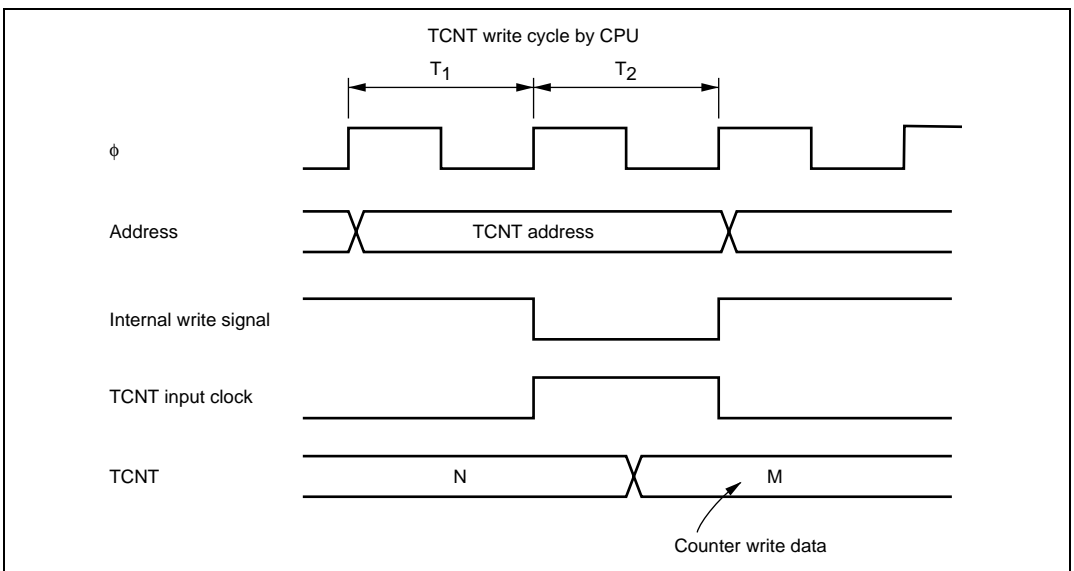 TCNT write cycle by CPU
T1 T2
ϕ
Address TCNT address
Internal write signal
TCNT input clock
TCNT N M
Counter write data